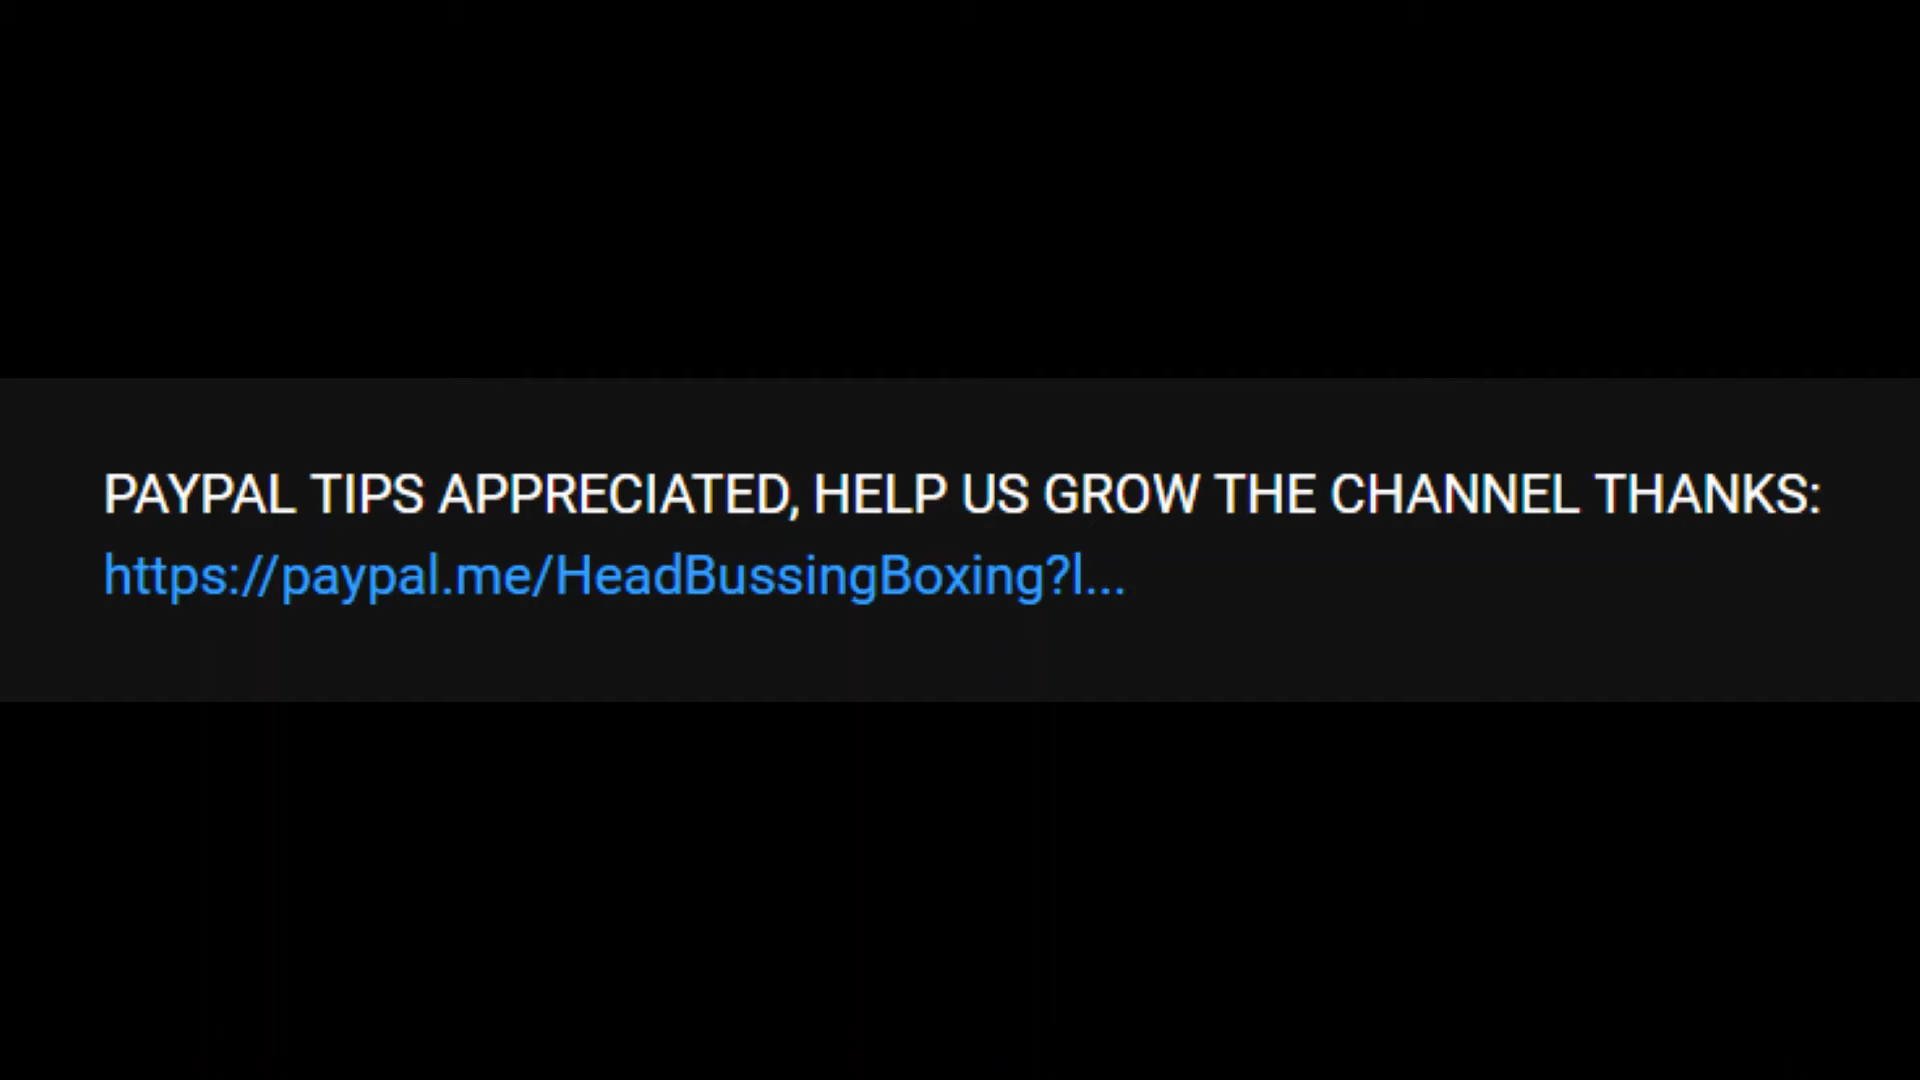 PAYPAL TIPS APPRECIATED, HELP US GROW THE CHANNEL THANKS:
https://paypal.me/HeadBussingBoxing?l...